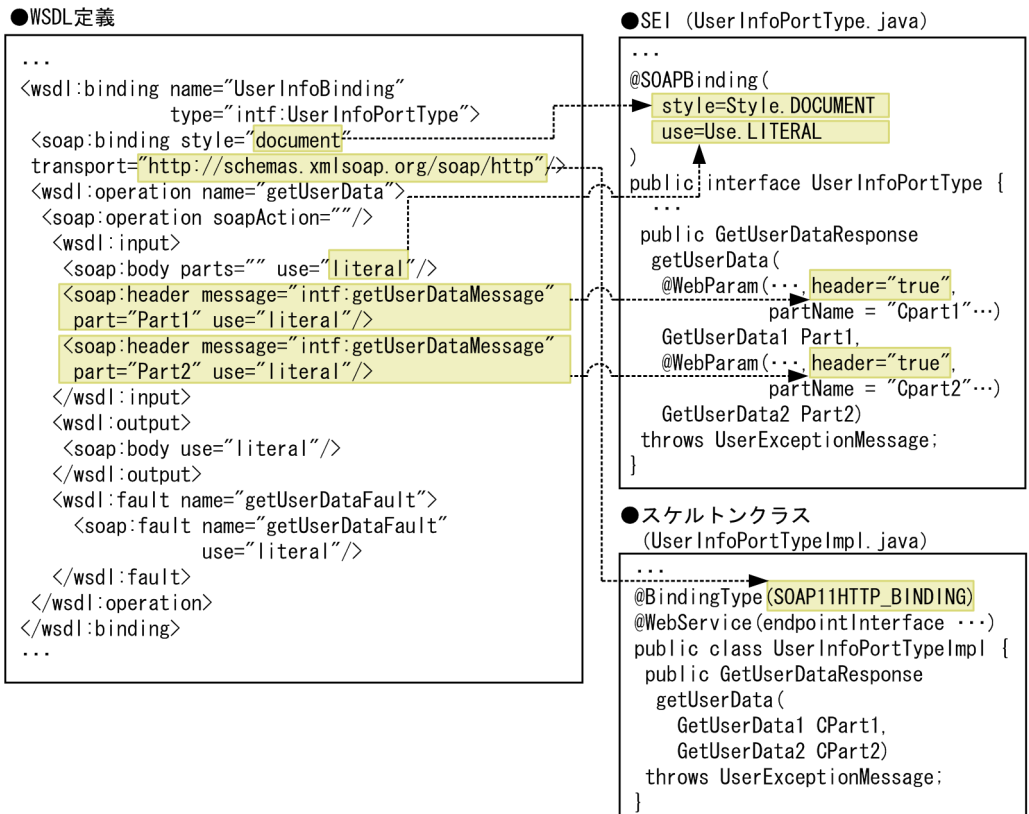 ●WSDL定義
...
<wsdl:binding name="UserInfoBinding"
type="intf:UserInfoPortType">
<soap:binding style="document"
transport="http://schemas.xmlsoap.org/soap/http"/>
<wsdl:operation name="getUserData">
<soap:operation soapAction=""/>
<wsdl:input>
<soap:body parts="" use="literal"/>
<soap:header message="intf:getUserDataMessage"
part="Part1" use="literal"/>
<soap:header message="intf:getUserDataMessage"
part="Part2" use="literal"/>
</wsdl:input>
<wsdl:output>
<soap:body use="literal"/>
</wsdl:output>
<wsdl:fault name="getUserDataFault">
<soap:fault name="getUserDataFault"
use="literal"/>
</wsdl:fault>
</wsdl:operation>
</wsdl:binding>
...
●SEI (UserInfoPortType.java)
...
@SOAPBinding(
style=Style.DOCUMENT
use=Use.LITERAL
)
public interface UserInfoPortType {
...
public GetUserDataResponse
getUserData(
@WebParam(···,header="true",
partName = "Cpart1"···)
GetUserData1 Part1,
@WebParam(···,header="true",
partName = "Cpart2"···)
GetUserData2 Part2)
throws UserExceptionMessage;
}
●スケルトンクラス
(UserInfoPortTypeImpl.java)
...
@BindingType(SOAP11HTTP_BINDING)
@WebService(endpointInterface ···)
public class UserInfoPortTypeImpl {
public GetUserDataResponse
getUserData(
GetUserData1 CPart1,
GetUserData2 CPart2)
throws UserExceptionMessage;
}